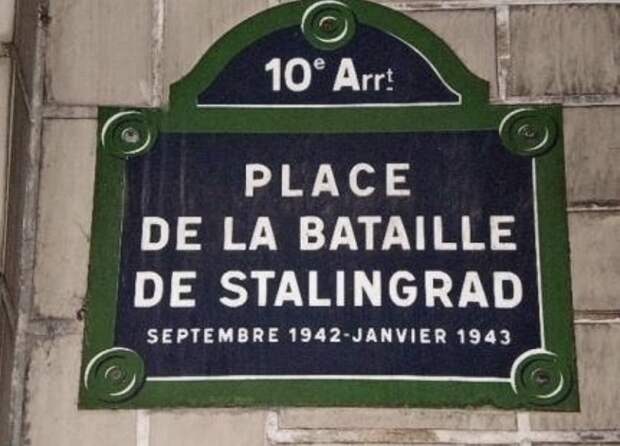 10e Arrt
PLACE
DE LA BATAILLE
DE STALINGRAD
SEPTEMBRE 1942-JANVIER 1943